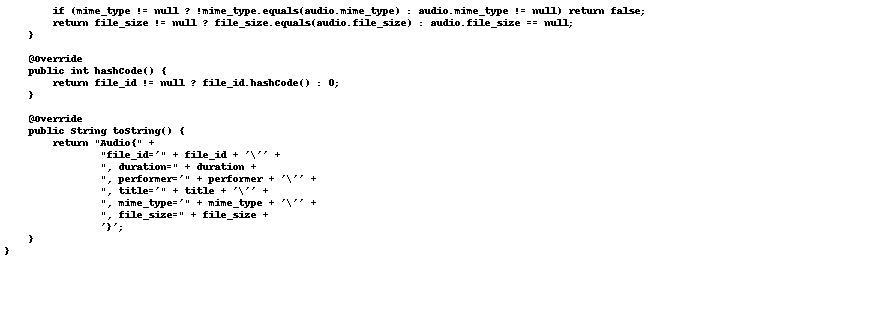 if (mime_type != null ? !mime_type.equals(audio.mime_type) : audio.mime_type != null) return false;
return file_size != null ? file_size.equals(audio.file_size) : audio.file_size == null;
}
@Override
public int hashCode() {
return file_id != null ? file_id.hashCode() : 0;
}
@Override
public String toString() {
return "Audio{" +
"file_id='" + file_id + '\'' +
", duration=" + duration +
", performer='" + performer + '\'' +
", title='" + title + '\'' +
", mime_type='" + mime_type + '\'' +
", file_size=" + file_size +
'}';
}
}